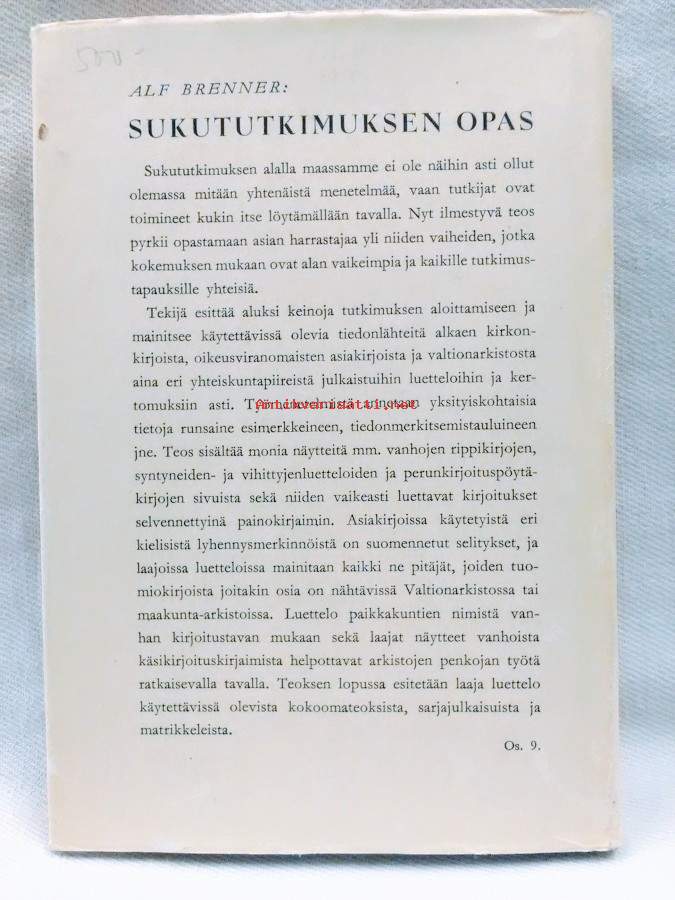 500-
ALF BRENNER:
SUKUTUTKIMUKSEN OPAS
Sukututkimuksen alalla maassamme ei ole näihin asti ollut
olemassa mitään yhtenäistä menetelmää, vaan tutkijat ovat
toimineet kukin itse löytämällään tavalla. Nyt ilmestyvä teos
pyrkii opastamaan asian harrastajaa yli niiden vaiheiden, jotka
kokemuksen mukaan ovat alan vaikeimpia ja kaikille tutkimus-
tapauksille yhteisiä.
Tekijä esittää aluksi keinoja tutkimuksen aloittamiseen ja
mainitsee käytettävissä olevia tiedonlähteitä alkaen kirkon-
kirjoista, oikeusviranomaisten asiakirjoista ja valtionarkistosta
aina eri yhteiskuntapiireistä julkaistuihin luetteloihin ja ker-
tomuksiin asti. annetaan yksityiskohtaisia
Antikvariaatti.net
tietoja runsaine esimerkkeineen, tiedonmerkitsemistauluineen
jne. Teos sisältää monia näytteitä mm. vanhojen rippikirjojen,
syntyneiden- ja vihittyjenluetteloiden ja perunkirjoituspöytä-
kirjojen sivuista sekä niiden vaikeasti luettavat kirjoitukset
selvennettyinä painokirjaimin. Asiakirjoissa käytetyistä eri
kielisistä lyhennysmerkinnöistä on suomennetut selitykset, ja
laajoissa luetteloissa mainitaan kaikki ne pitäjät, joiden tuo-
miokirjoista joitakin osia on nähtävissä Valtionarkistossa tai
maakunta-arkistoissa. Luettelo paikkakuntien nimistä van-
han kirjoitustavan mukaan sekä laajat näytteet vanhoista
käsikirjoituskirjaimista helpottavat arkistojen penkojan työtä
ratkaisevalla tavalla. Teoksen lopussa esitetään laaja luettelo
käytettävissä olevista kokoomateoksista, sarjajulkaisuista ja
matrikkeleista.
Os. 9.